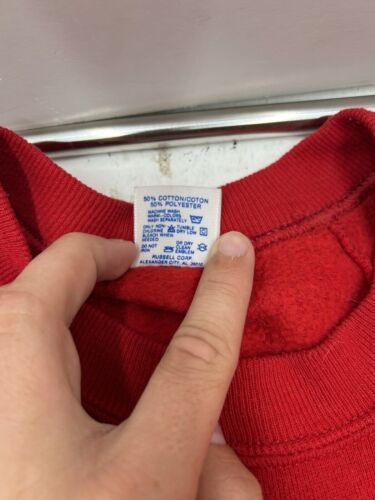 50% COTTON/COTON
50% POLYESTER
MACHINE WASH
WARM-COLORS
WASH SEPARATELY
ONLY NON- TUMBLE
CHLORINE DRY LOW
BLEACH WHEN
NEEDED OR DRY
DO NOT CLEAN
IRON EMBLEM
RUSSELL CORP.
ALEXANDER CITY, AL